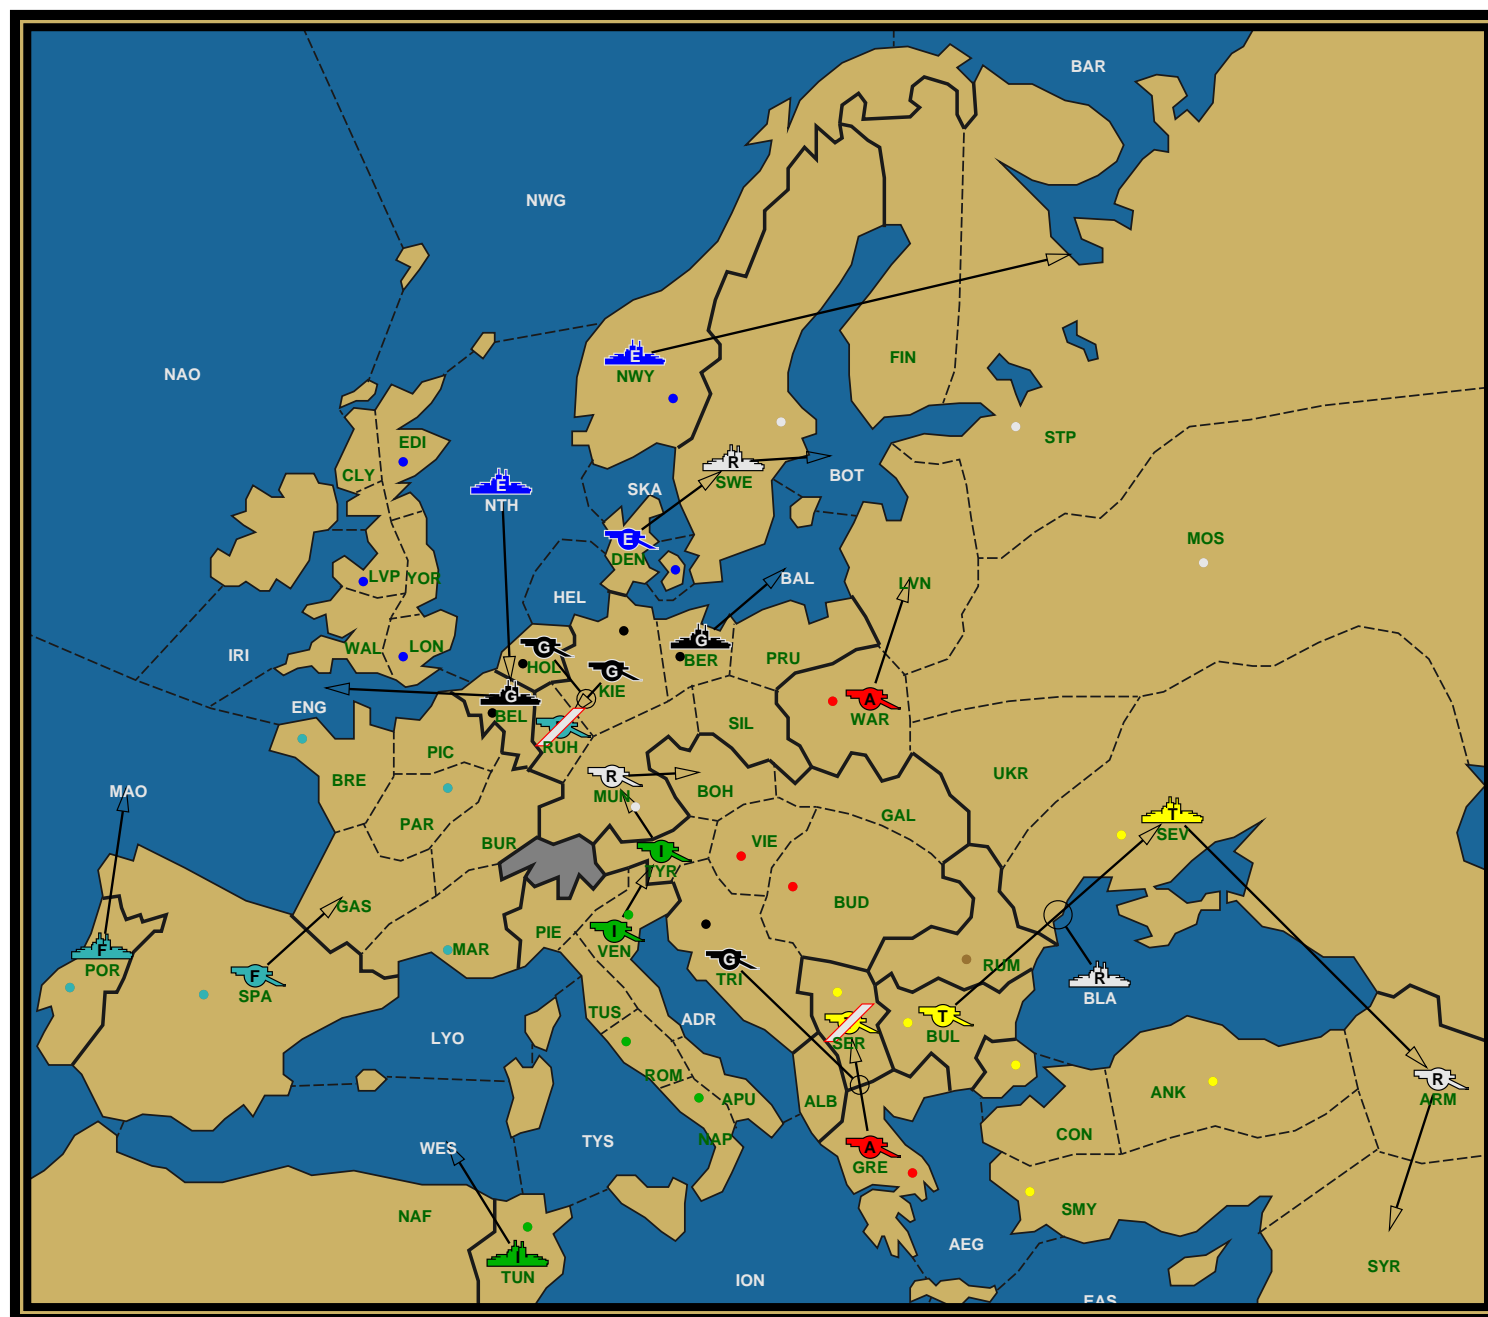 BAR
NWG
NAO
FIN
E
NWY
EDI
STP
CLY
R
SWE
BOT
E
NTH
SKA
MOS
E
DEN
LVP
YOR
HEL
BAL
LVN
IRI
WAL
LON
G
HOL
G
KIE
G
BER
PRU
A
WAR
ENG
G
BEL
RUH
SIL
PIC
BRE
R
MUN
BOH
UKR
MAO
PAR
GAL
T
SEV
BUR
VIE
I
TYR
GAS
BUD
PIE
I
VEN
F
POR
F
SPA
MAR
G
TRI
RUM
R
BLA
TUS
ADR
SER
T
BUL
LYO
ROM
APU
ALB
ANK
R
ARM
WES
TYS
NAP
CON
A
GRE
NAF
SMY
AEG
I
TUN
ION
SYR
EAS